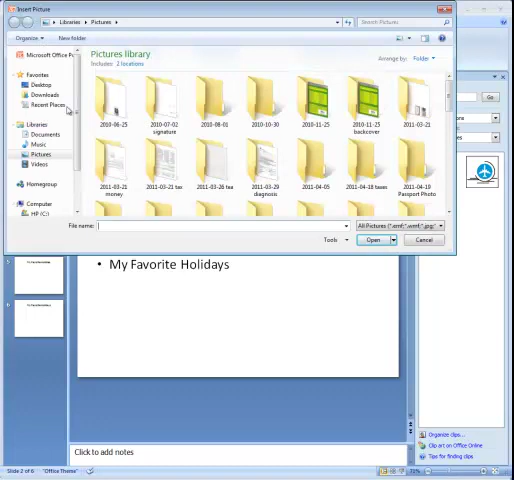 Insert Picture
Libraries ▸ Pictures ▸
Search Pictures
Organize
New folder
Microsoft Office Po
Favorites
Desktop
Downloads
Recent Places
Libraries
Documents
Music
Pictures
Videos
Homegroup
Computer
HP (C:)
Pictures library
Includes: 2 locations
Arrange by: Folder
2010-06-25
2010-07-02 signature
2010-08-01
2010-10-30
2010-11-25
2010-11-25 backcover
2011-03-21
2011-03-21 money
2011-03-21 tax
2011-03-26 tea
2011-03-29 diagnosis
2011-04-05
2011-04-18 taxes
2011-04-19 Passport Photo
File name:
All Pictures (*.emf;*.wmf;*.jpg
Tools
Open
Cancel
Go
• My Favorite Holidays
Click to add notes
Organize clips...
Clip art on Office Online
Tips for finding clips
Slide 2 of 6
"Office Theme"
71%